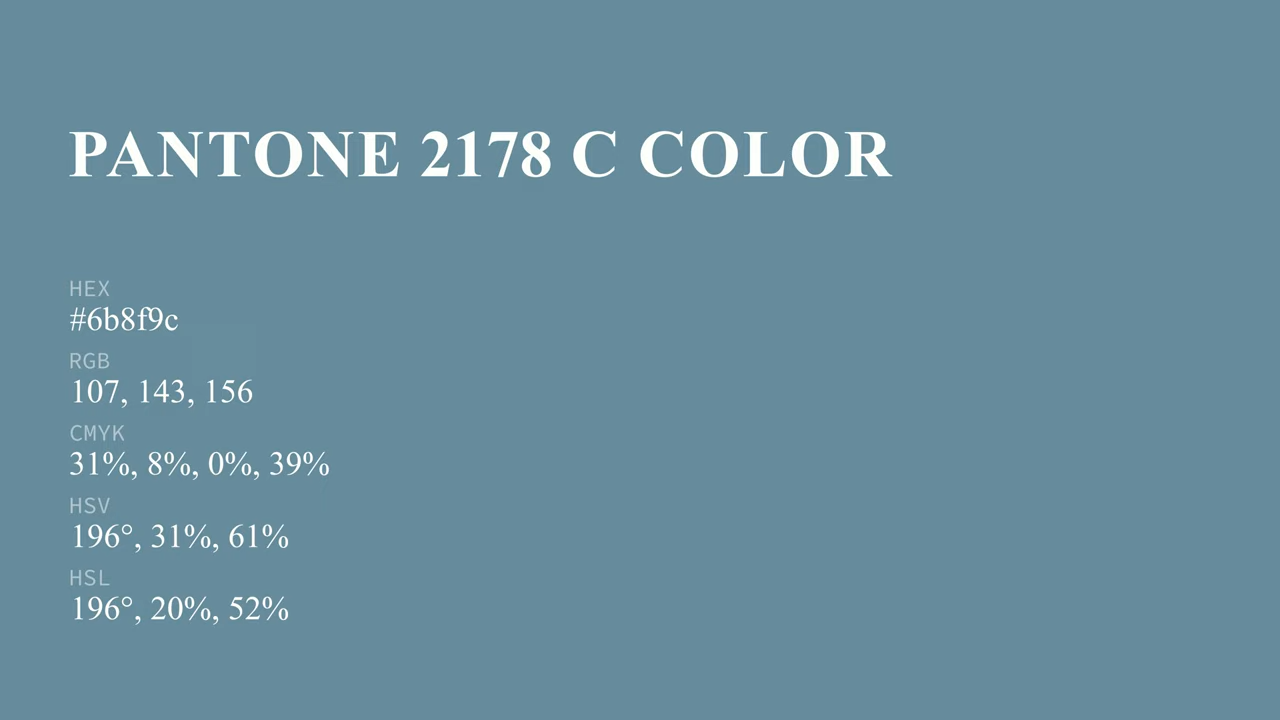 PANTONE 2178 C COLOR
HEX
#6b8f9c
RGB
107, 143, 156
CMYK
31%, 8%, 0%, 39%
HSV
196°, 31%, 61%
HSL
196°, 20%, 52%